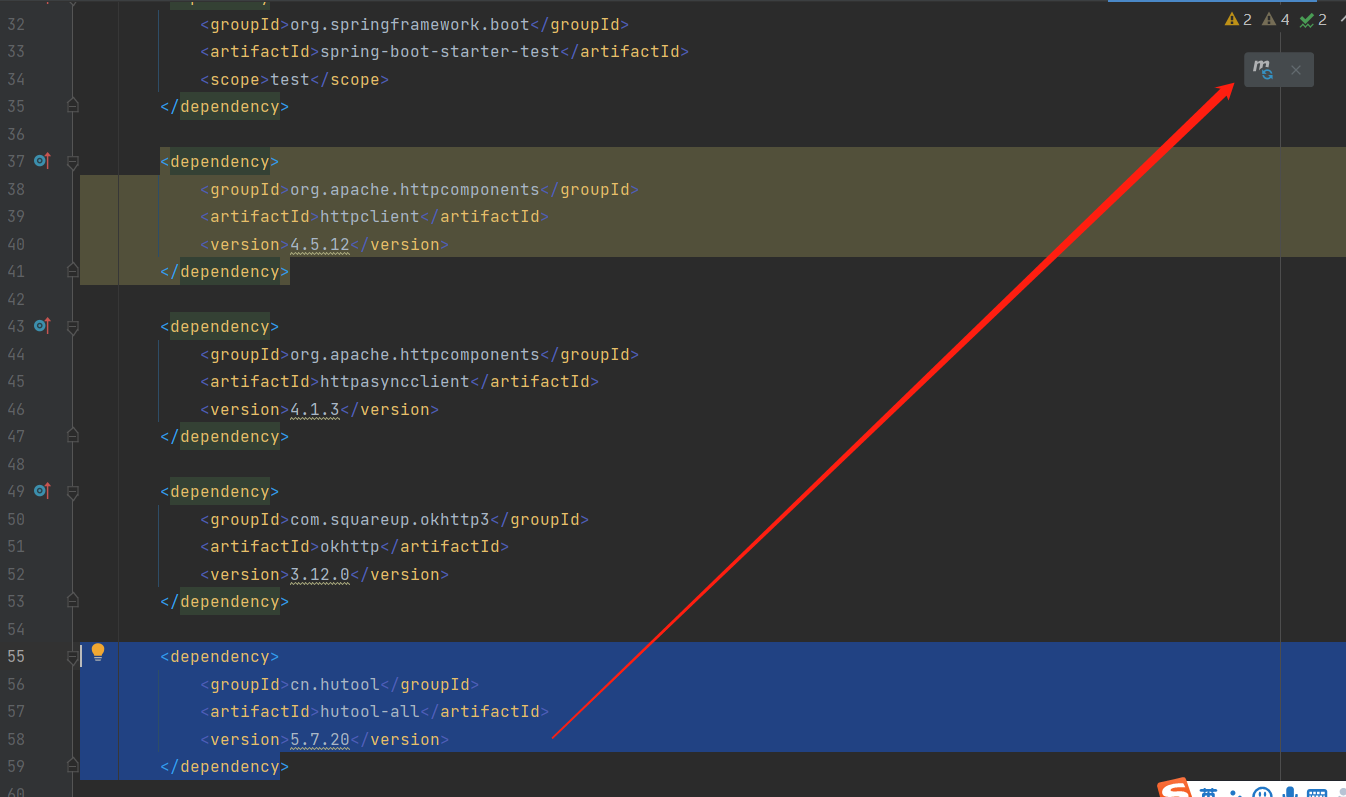 32 <groupId>org.springframework.boot</groupId>
33 <artifactId>spring-boot-starter-test</artifactId>
34 <scope>test</scope>
35 </dependency>
36
37 <dependency>
38 <groupId>org.apache.httpcomponents</groupId>
39 <artifactId>httpclient</artifactId>
40 <version>4.5.12</version>
41 </dependency>
42
43 <dependency>
44 <groupId>org.apache.httpcomponents</groupId>
45 <artifactId>httpasyncclient</artifactId>
46 <version>4.1.3</version>
47 </dependency>
48
49 <dependency>
50 <groupId>com.squareup.okhttp3</groupId>
51 <artifactId>okhttp</artifactId>
52 <version>3.12.0</version>
53 </dependency>
54
55 <dependency>
56 <groupId>cn.hutool</groupId>
57 <artifactId>hutool-all</artifactId>
58 <version>5.7.20</version>
59 </dependency>
60
2 4 2
m
S 英